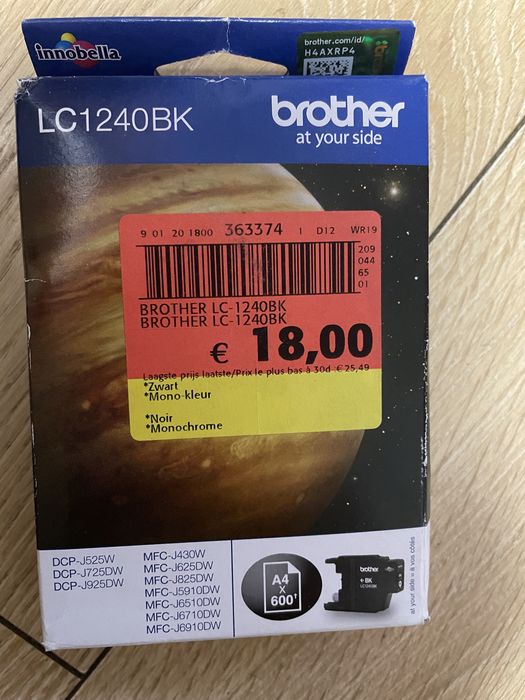 innobella
brother.com/id/
H4AXRP4
LC1240BK
brother
at your side
9 01 20 1800 363374 1 D12 WR19
209
044
65
01
BROTHER LC-1240BK
BROTHER LC-1240BK
€ 18,00
Laagste prijs laatste/Prix le plus bas à 30d €25,49
*Zwart
*Mono-kleur
*Noir
*Monochrome
DCP-J525W
DCP-J725DW
DCP-J925DW
MFC-J430W
MFC-J625DW
MFC-J825DW
MFC-J5910DW
MFC-J6510DW
MFC-J6710DW
MFC-J6910DW
A4
x
600†
brother
BK
LC1240BK
at your side = à vos côtés